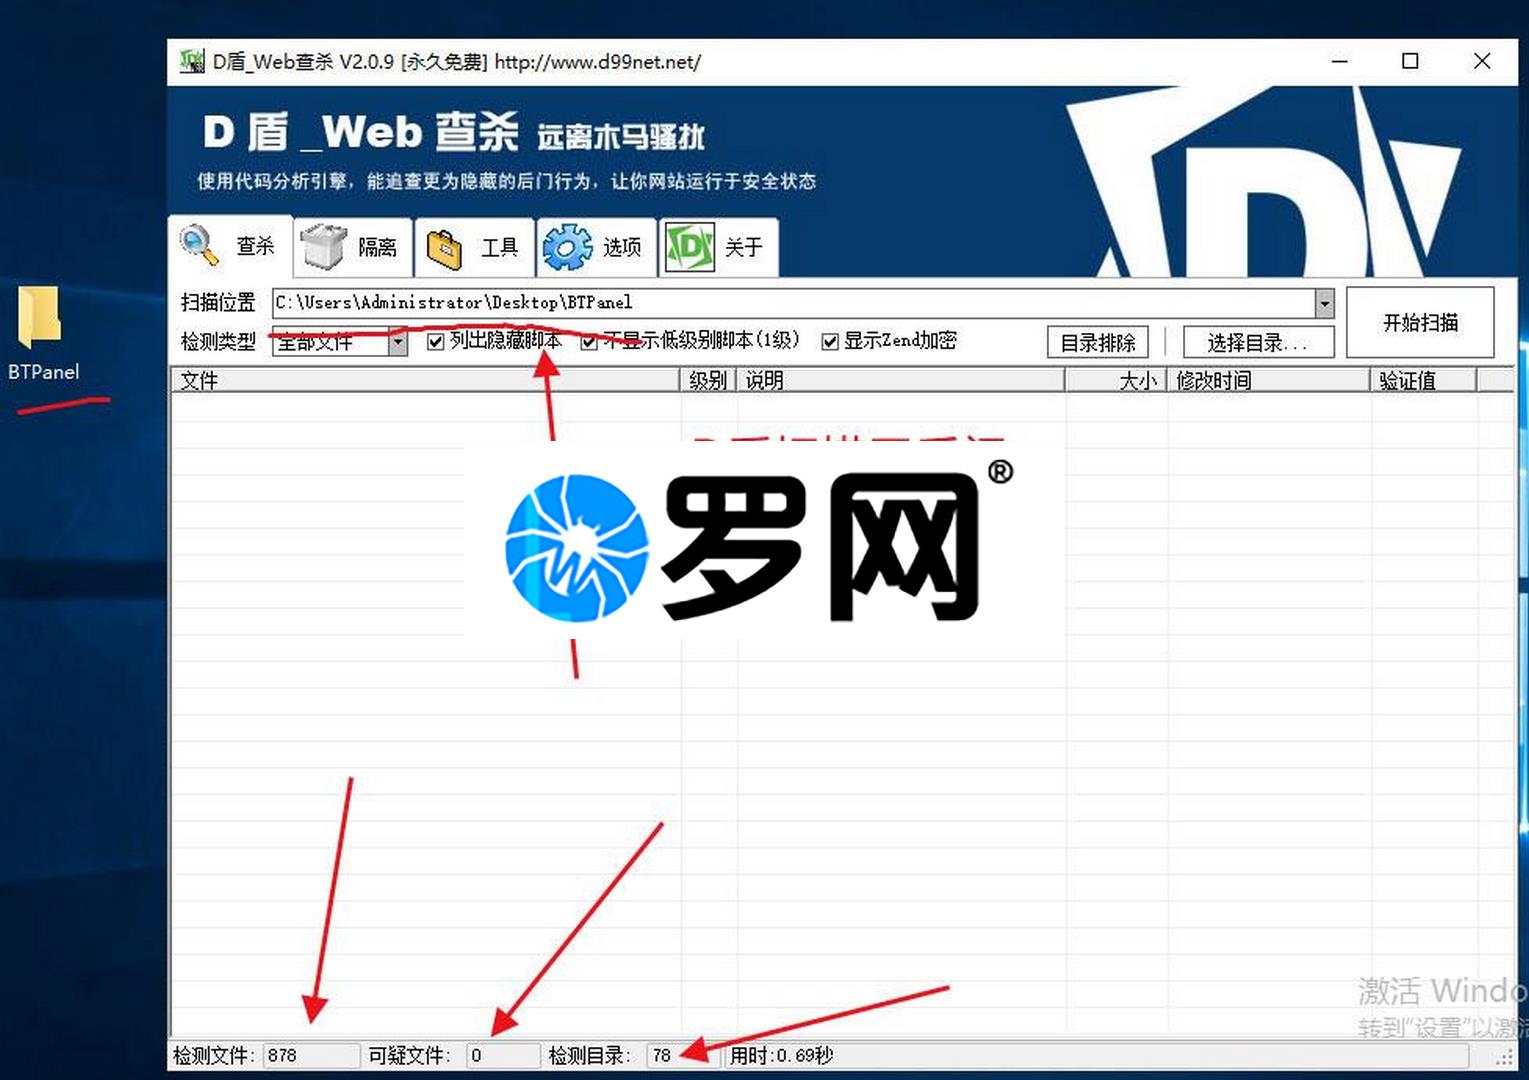 D盾_Web查杀 V2.0.9 [永久免费] http://www.d99net.net/
D盾_Web查杀 远离木马骚扰
使用代码分析引擎，能追查更为隐藏的后门行为，让你网站运行于安全状态
查杀 隔离 工具 选项 关于
扫描位置 C:\Users\Administrator\Desktop\BTPanel
开始扫描
检测类型 全部文件 列出隐藏脚本 不显示低级别脚本(1级) 显示Zend加密 目录排除 选择目录...
BTPanel
文件 级别 说明 大小 修改时间 验证值
罗网®
激活 Windo
转到"设置"以激活
检测文件: 878 可疑文件: 0 检测目录: 78 用时:0.69秒